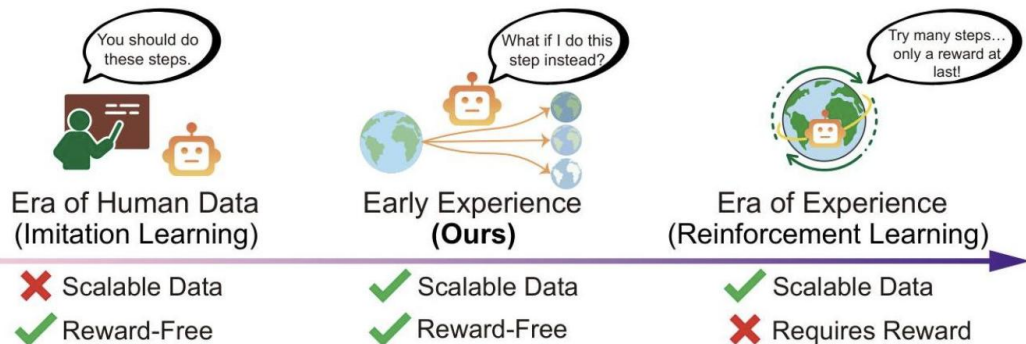 You should do
these steps.
What if I do this
step instead?
Try many steps...
only a reward at
last!
Era of Human Data
(Imitation Learning)
Early Experience
(Ours)
Era of Experience
(Reinforcement Learning)
Scalable Data
Reward-Free
Scalable Data
Reward-Free
Scalable Data
Requires Reward